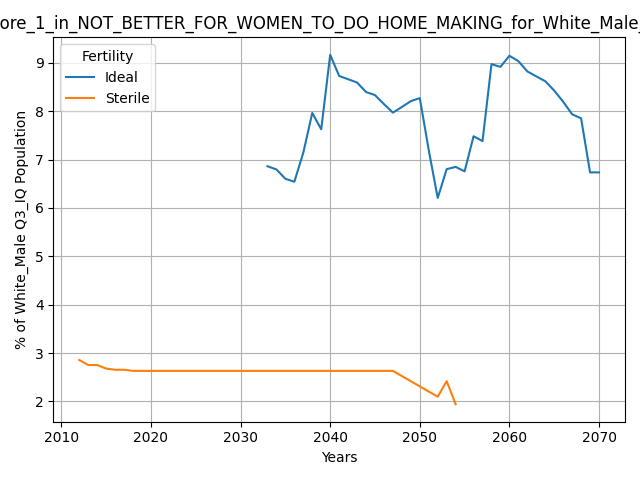 ore_1_in_NOT_BETTER_FOR_WOMEN_TO_DO_HOME_MAKING_for_White_Male_
Fertility
Ideal
Sterile
% of White_Male Q3_IQ Population
9
8
7
6
5
4
3
2
2010 2020 2030 2040 2050 2060 2070
Years